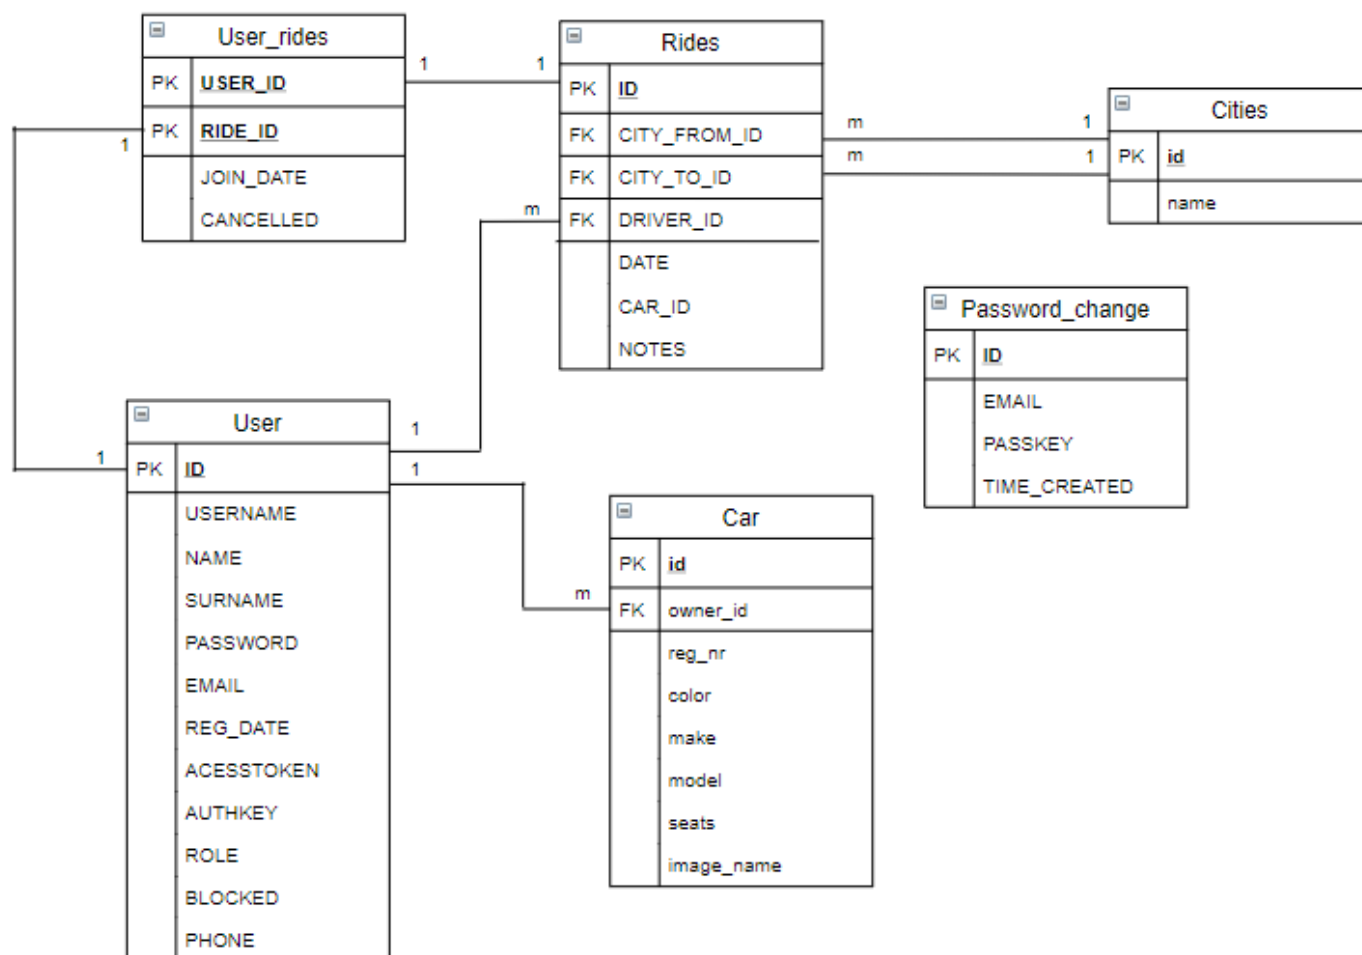 User_rides
PK USER_ID
PK RIDE_ID
JOIN_DATE
CANCELLED
1 1
1
Rides
PK ID
FK CITY_FROM_ID
FK CITY_TO_ID
FK DRIVER_ID
DATE
CAR_ID
NOTES
m 1
m 1
m
Cities
PK id
name
Password_change
PK ID
EMAIL
PASSKEY
TIME_CREATED
User
PK ID
USERNAME
NAME
SURNAME
PASSWORD
EMAIL
REG_DATE
ACESSTOKEN
AUTHKEY
ROLE
BLOCKED
PHONE
1
1
1
m
Car
PK id
FK owner_id
reg_nr
color
make
model
seats
image_name